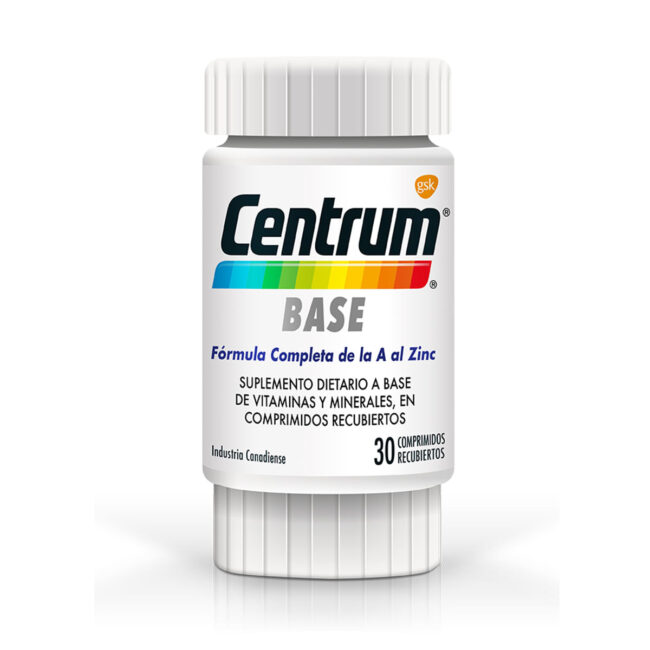 gsk
Centrum®
®
BASE
Fórmula Completa de la A al Zinc
SUPLEMENTO DIETARIO A BASE
DE VITAMINAS Y MINERALES, EN
COMPRIMIDOS RECUBIERTOS
Industria Canadiense
30 COMPRIMIDOS
RECUBIERTOS